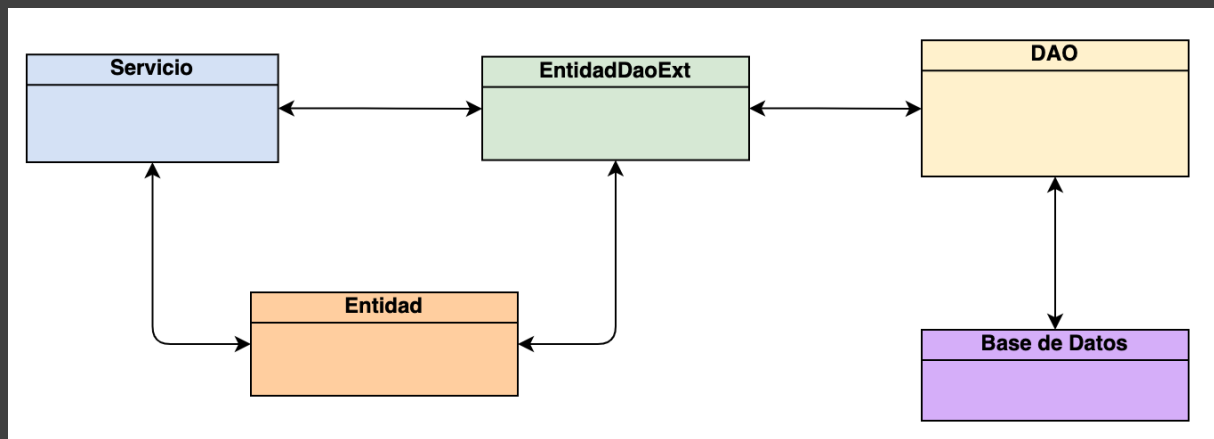 Servicio
EntidadDaoExt
DAO
Entidad
Base de Datos